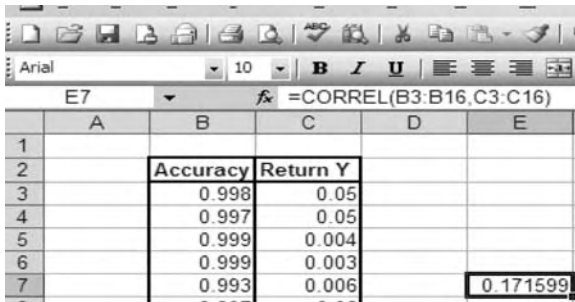 ABC
Arial 10 B I U
E7 fx =CORREL(B3:B16,C3:C16)
A B C D E
1
2 Accuracy Return Y
3 0.998 0.05
4 0.997 0.05
5 0.999 0.004
6 0.999 0.003
7 0.993 0.006 0.171599